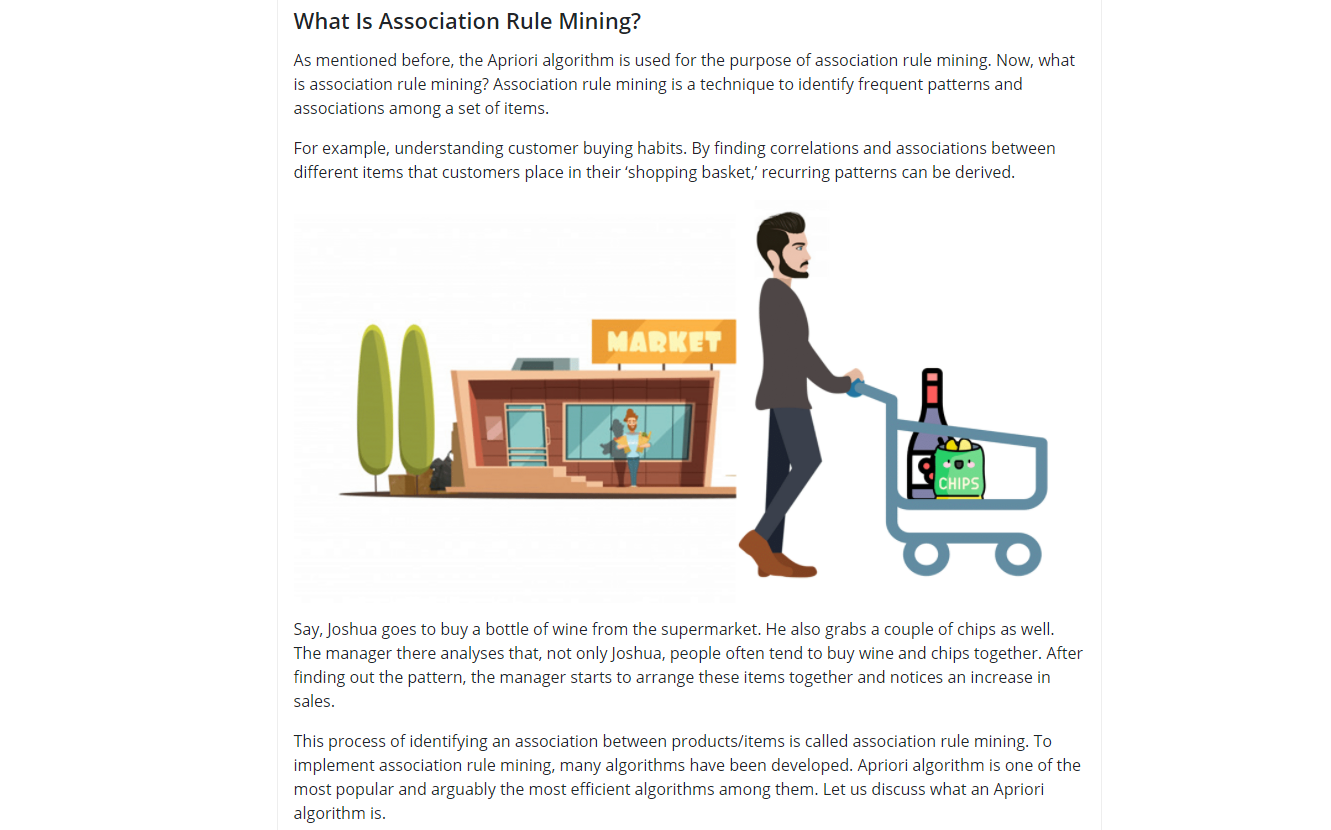 What Is Association Rule Mining?
As mentioned before, the Apriori algorithm is used for the purpose of association rule mining. Now, what
is association rule mining? Association rule mining is a technique to identify frequent patterns and
associations among a set of items.
For example, understanding customer buying habits. By finding correlations and associations between
different items that customers place in their ‘shopping basket,’ recurring patterns can be derived.
MARKET
CHIPS
Say, Joshua goes to buy a bottle of wine from the supermarket. He also grabs a couple of chips as well.
The manager there analyses that, not only Joshua, people often tend to buy wine and chips together. After
finding out the pattern, the manager starts to arrange these items together and notices an increase in
sales.
This process of identifying an association between products/items is called association rule mining. To
implement association rule mining, many algorithms have been developed. Apriori algorithm is one of the
most popular and arguably the most efficient algorithms among them. Let us discuss what an Apriori
algorithm is.